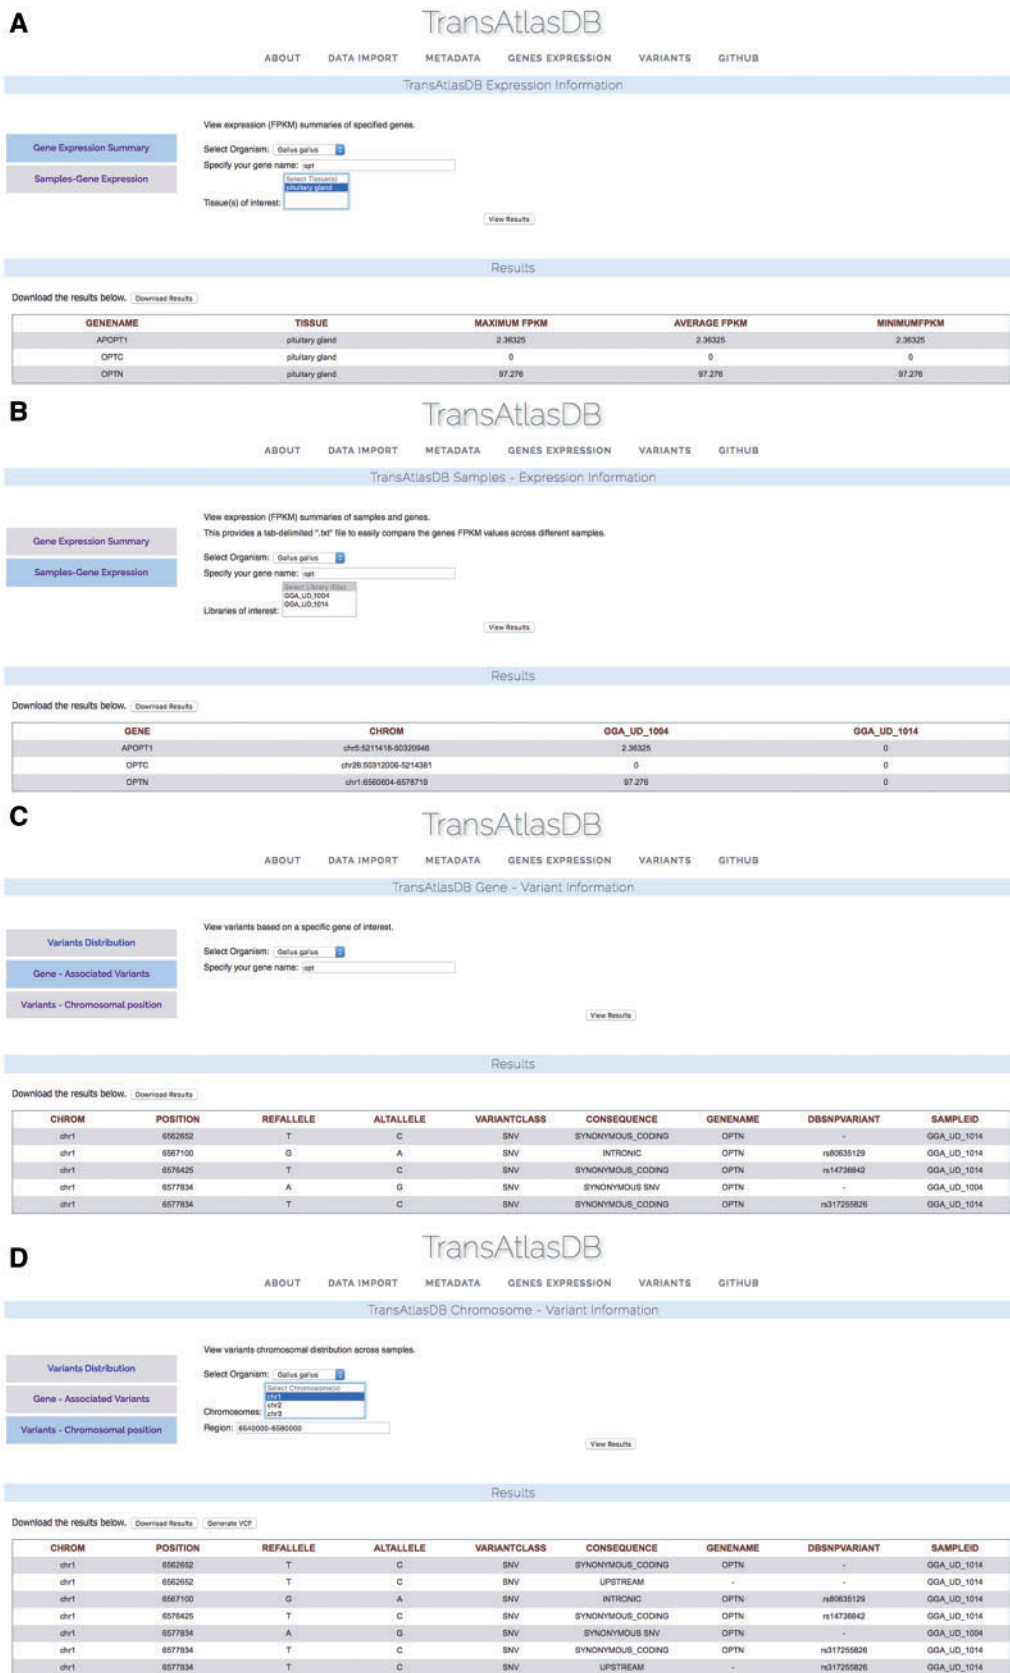 A
TransAtlasDB
ABOUT DATA IMPORT METADATA GENES EXPRESSION VARIANTS GITHUB
TransAtlasDB Expression Information
View expression (FPKM) summaries of specified genes.
Gene Expression Summary
Samples-Gene Expression
Select Organism: Gallus gallus
Specify your gene name: opt
Select Tissue(s)
pituitary gland
Tissue(s) of interest:
View Results
Results
Download the results below. Download Results
GENENAME TISSUE MAXIMUM FPKM AVERAGE FPKM MINIMUMFPKM
APOPT1 pituitary gland 2.36325 2.36325 2.36325
OPTC pituitary gland 0 0 0
OPTN pituitary gland 97.276 97.276 97.276
B
TransAtlasDB
ABOUT DATA IMPORT METADATA GENES EXPRESSION VARIANTS GITHUB
TransAtlasDB Samples - Expression Information
View expression (FPKM) summaries of samples and genes.
This provides a tab-delimited ".txt" file to easily compare the genes FPKM values across different samples.
Gene Expression Summary
Samples-Gene Expression
Select Organism: Gallus gallus
Specify your gene name: opt
Select Library ID(s)
GGA_UD_1004
GGA_UD_1014
Libraries of interest:
View Results
Results
Download the results below. Download Results
GENE CHROM GGA_UD_1004 GGA_UD_1014
APOPT1 chr5:5211418-50320946 2.36325 0
OPTC chr26:50312006-5214381 0 0
OPTN chr1:6560604-6578719 97.276 0
C
TransAtlasDB
ABOUT DATA IMPORT METADATA GENES EXPRESSION VARIANTS GITHUB
TransAtlasDB Gene - Variant Information
View variants based on a specific gene of interest.
Variants Distribution
Gene - Associated Variants
Variants - Chromosomal position
Select Organism: Gallus gallus
Specify your gene name: opt
View Results
Results
Download the results below. Download Results
CHROM POSITION REFALLELE ALTALLELE VARIANTCLASS CONSEQUENCE GENENAME DBSNPVARIANT SAMPLEID
chr1 6562652 T C SNV SYNONYMOUS_CODING OPTN - GGA_UD_1014
chr1 6567100 G A SNV INTRONIC OPTN rs80635129 GGA_UD_1014
chr1 6576425 T C SNV SYNONYMOUS_CODING OPTN rs14736842 GGA_UD_1014
chr1 6577834 A G SNV SYNONYMOUS SNV OPTN - GGA_UD_1004
chr1 6577834 T C SNV SYNONYMOUS_CODING OPTN rs317255826 GGA_UD_1014
D
TransAtlasDB
ABOUT DATA IMPORT METADATA GENES EXPRESSION VARIANTS GITHUB
TransAtlasDB Chromosome - Variant Information
View variants chromosomal distribution across samples.
Variants Distribution
Gene - Associated Variants
Variants - Chromosomal position
Select Organism: Gallus gallus
Select Chromosome(s)
chr1
chr2
chr3
Chromosomes:
Region: 6540000-6580000
View Results
Results
Download the results below. Download Results Generate VCF
CHROM POSITION REFALLELE ALTALLELE VARIANTCLASS CONSEQUENCE GENENAME DBSNPVARIANT SAMPLEID
chr1 6562652 T C SNV SYNONYMOUS_CODING OPTN - GGA_UD_1014
chr1 6562652 T C SNV UPSTREAM - - GGA_UD_1014
chr1 6567100 G A SNV INTRONIC OPTN rs80635129 GGA_UD_1014
chr1 6576425 T C SNV SYNONYMOUS_CODING OPTN rs14736842 GGA_UD_1014
chr1 6577834 A G SNV SYNONYMOUS SNV OPTN - GGA_UD_1004
chr1 6577834 T C SNV SYNONYMOUS_CODING OPTN rs317255826 GGA_UD_1014
chr1 6577834 T C SNV UPSTREAM - rs317255826 GGA_UD_1014